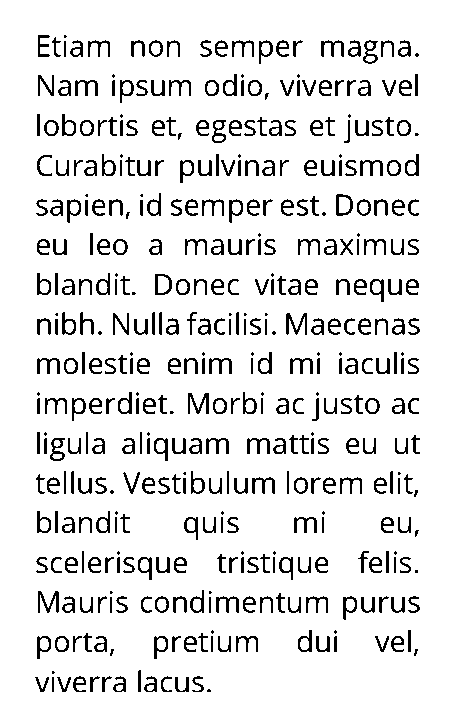 Etiam non semper magna.
Nam ipsum odio, viverra vel
lobortis et, egestas et justo.
Curabitur pulvinar euismod
sapien, id semper est. Donec
eu leo a mauris maximus
blandit. Donec vitae neque
nibh. Nulla facilisi. Maecenas
molestie enim id mi iaculis
imperdiet. Morbi ac justo ac
ligula aliquam mattis eu ut
tellus. Vestibulum lorem elit,
blandit quis mi eu,
scelerisque tristique felis.
Mauris condimentum purus
porta, pretium dui vel,
viverra lacus.